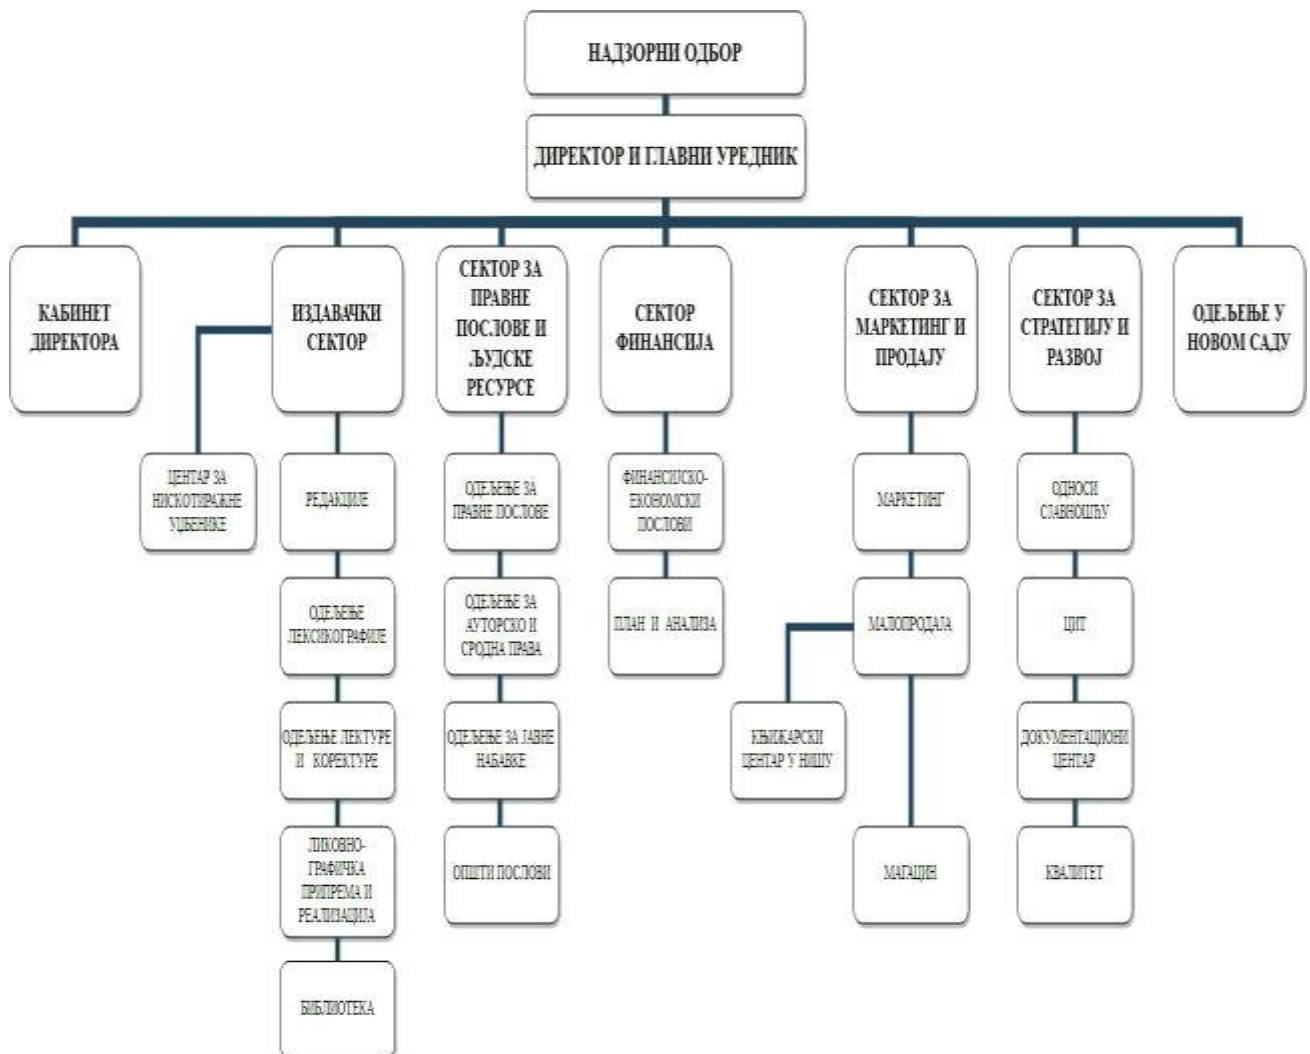 НАДЗОРНИ ОДБОР
ДИРЕКТОР И ГЛАВНИ УРЕДНИК
КАБИНЕТ
ДИРЕКТОРА
ИЗДАВАЧКИ
СЕКТОР
СЕКТОР ЗА
ПРАВНЕ
ПОСЛОВЕ И
ЉУДСКЕ
РЕСУРСЕ
СЕКТОР
ФИНАНСИЈА
СЕКТОР ЗА
МАРКЕТИНГ И
ПРОДАЈУ
СЕКТОР ЗА
СТРАТЕГИЈУ И
РАЗВОЈ
ОДЕЉЕЊЕ У
НОВОМ САДУ
ЦЕНТАР ЗА
НИСКОТИРАЖНЕ
УЏБЕНИКЕ
РЕДАКЦИЈЕ
ОДЕЉЕЊЕ ЗА
ПРАВНЕ ПОСЛОВЕ
ФИНАНСИЈСКО-
ЕКОНОМСКИ
ПОСЛОВИ
МАРКЕТИНГ
ОДНОСИ
СЈАВНОШЋУ
ОДЕЉЕЊЕ
ЛЕКСИКОГРАФИЈЕ
ОДЕЉЕЊЕ ЗА
АУТОРСКО И
СРОДНА ПРАВА
ПЛАН И АНАЛИЗА
МАЛОПРОДАЈА
ЦИТ
ОДЕЉЕЊЕ ЛЕКТУРЕ
И КОРЕКТУРЕ
ОДЕЉЕЊЕ ЗА ЈАВНЕ
НАБАВКЕ
КЊИЖАРСКИ
ЦЕНТАР У НИШУ
ДОКУМЕНТАЦИОНИ
ЦЕНТАР
ЛИКОВНО-
ГРАФИЧКА
ПРИПРЕМА И
РЕАЛИЗАЦИЈА
ОПШТИ ПОСЛОВИ
МАГАЦИН
КВАЛИТЕТ
БИБЛИОТЕКА